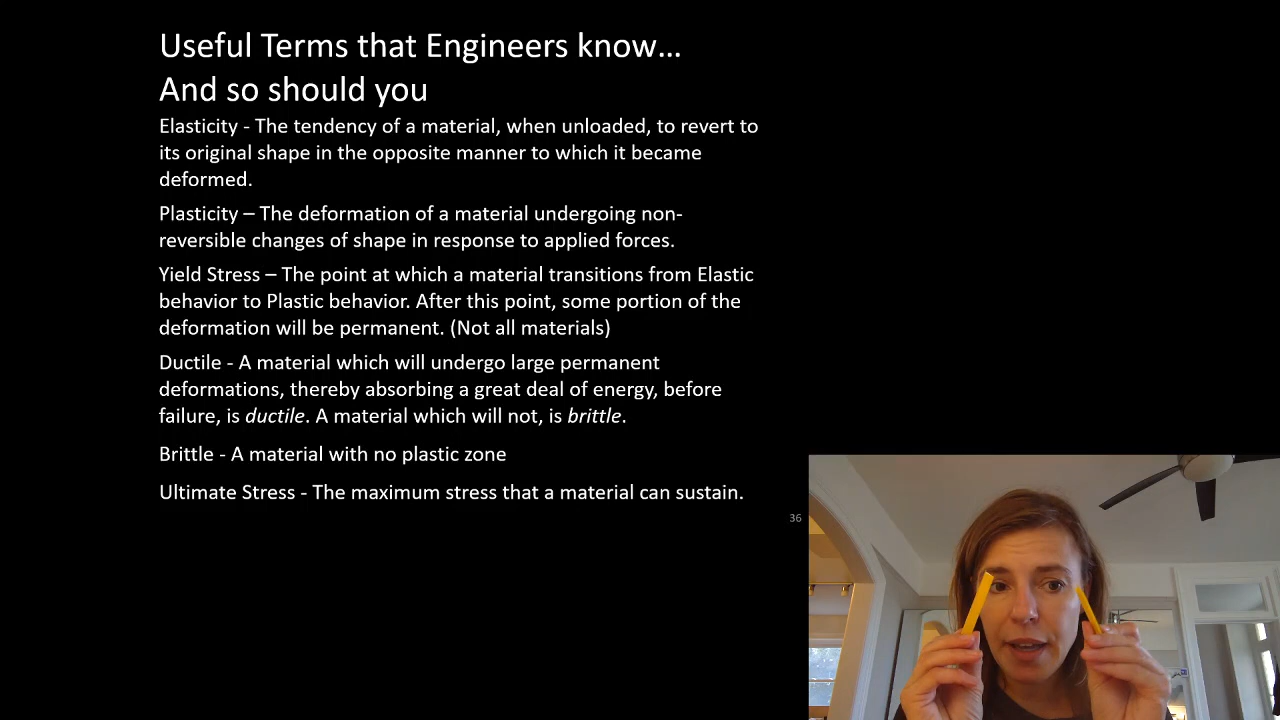 Useful Terms that Engineers know…
And so should you
Elasticity - The tendency of a material, when unloaded, to revert to
its original shape in the opposite manner to which it became
deformed.
Plasticity – The deformation of a material undergoing non-
reversible changes of shape in response to applied forces.
Yield Stress – The point at which a material transitions from Elastic
behavior to Plastic behavior. After this point, some portion of the
deformation will be permanent. (Not all materials)
Ductile - A material which will undergo large permanent
deformations, thereby absorbing a great deal of energy, before
failure, is ductile. A material which will not, is brittle.
Brittle - A material with no plastic zone
Ultimate Stress - The maximum stress that a material can sustain.
36